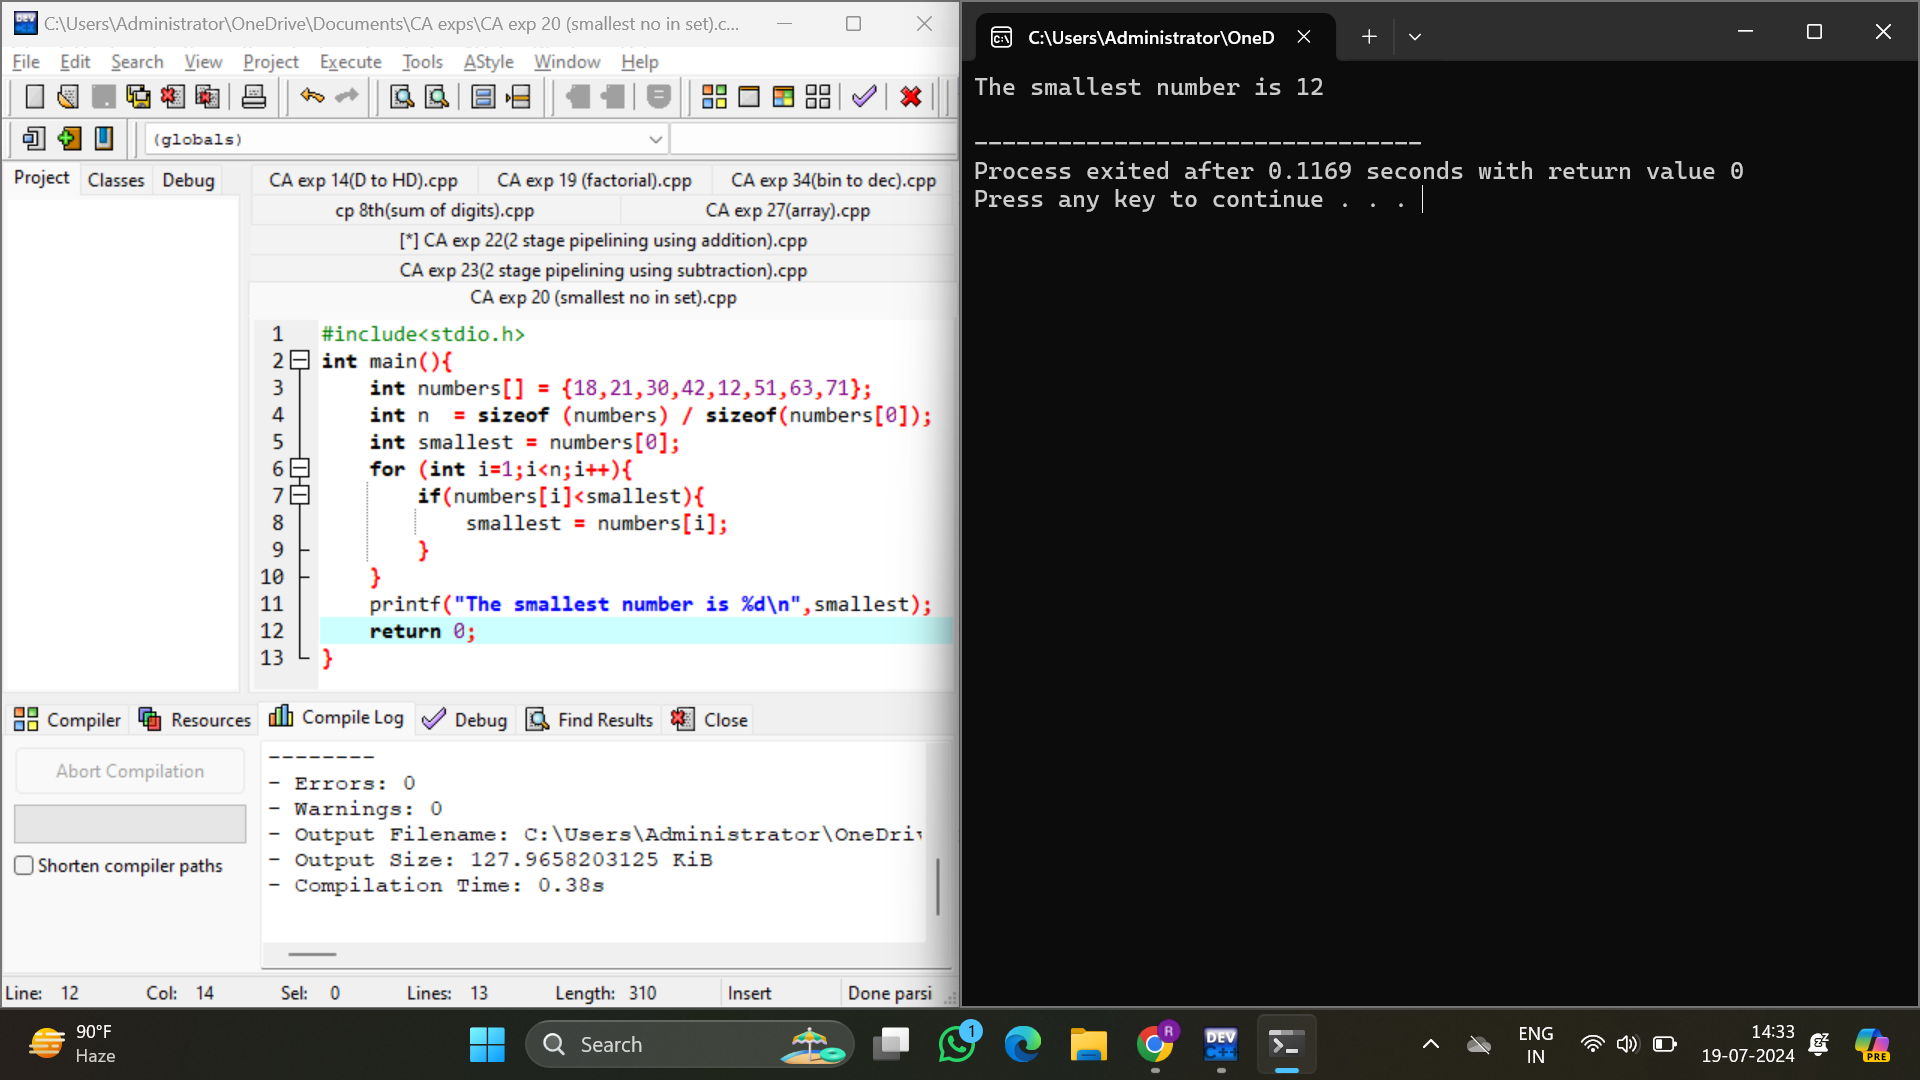 C:\Users\Administrator\OneDrive\Documents\CA exps\CA exp 20 (smallest no in set).c...
File Edit Search View Project Execute Tools AStyle Window Help
(globals)
Project Classes Debug
CA exp 14(D to HD).cpp CA exp 19 (factorial).cpp CA exp 34(bin to dec).cpp
cp 8th(sum of digits).cpp CA exp 27(array).cpp
[*] CA exp 22(2 stage pipelining using addition).cpp
CA exp 23(2 stage pipelining using subtraction).cpp
CA exp 20 (smallest no in set).cpp
1 #include<stdio.h>
2 int main(){
3 int numbers[] = {18,21,30,42,12,51,63,71};
4 int n  = sizeof (numbers) / sizeof(numbers[0]);
5 int smallest = numbers[0];
6 for (int i=1;i<n;i++){
7 if(numbers[i]<smallest){
8 smallest = numbers[i];
9 }
10 }
11 printf("The smallest number is %d\n",smallest);
12 return 0;
13 }
Compiler Resources Compile Log Debug Find Results Close
Abort Compilation
Shorten compiler paths
--------
- Errors: 0
- Warnings: 0
- Output Filename: C:\Users\Administrator\OneDriv
- Output Size: 127.9658203125 KiB
- Compilation Time: 0.38s
Line: 12 Col: 14 Sel: 0 Lines: 13 Length: 310 Insert Done parsi
C:\Users\Administrator\OneD
The smallest number is 12
--------------------------------
Process exited after 0.1169 seconds with return value 0
Press any key to continue . . .
90°F
Haze
Search
1
R
DEV
C++
ENG
IN
14:33
19-07-2024
PRE